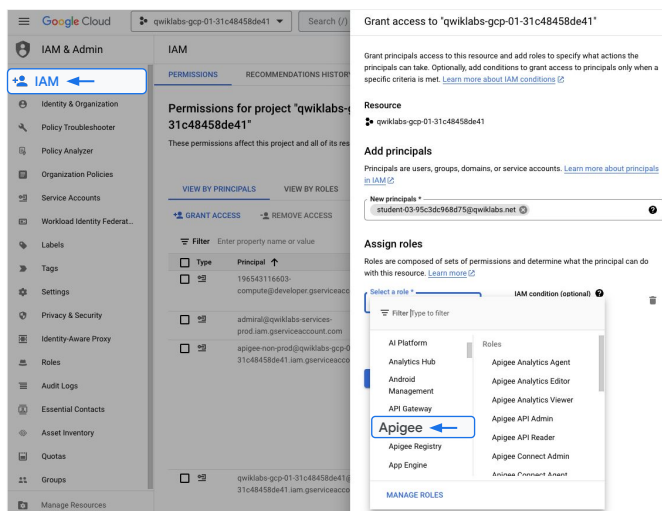 Google Cloud
qwiklabs-gcp-01-31c48458de41
Search (/)
IAM & Admin
IAM
Identity & Organization
Policy Troubleshooter
Policy Analyzer
Organization Policies
Service Accounts
Workload Identity Federat...
Labels
Tags
Settings
Privacy & Security
Identity-Aware Proxy
Roles
Audit Logs
Essential Contacts
Asset Inventory
Quotas
Groups
Manage Resources
IAM
PERMISSIONS
RECOMMENDATIONS HISTORY
Permissions for project "qwiklabs-g
31c48458de41"
These permissions affect this project and all of its res
VIEW BY PRINCIPALS
VIEW BY ROLES
GRANT ACCESS
REMOVE ACCESS
Filter Enter property name or value
Type Principal
196543116603-
compute@developer.gserviceacc
admiral@qwiklabs-services-
prod.iam.gserviceaccount.com
apigee-non-prod@qwiklabs-gcp-0
31c48458de41.iam.gserviceacco
qwiklabs-gcp-01-31c48458de41@
31c48458de41.iam.gserviceacco
Grant access to "qwiklabs-gcp-01-31c48458de41"
Grant principals access to this resource and add roles to specify what actions the
principals can take. Optionally, add conditions to grant access to principals only when a
specific criteria is met. Learn more about IAM conditions
Resource
qwiklabs-gcp-01-31c48458de41
Add principals
Principals are users, groups, domains, or service accounts. Learn more about principals
in IAM
New principals *
student-03-95c3dc968d75@qwiklabs.net
Assign roles
Roles are composed of sets of permissions and determine what the principal can do
with this resource. Learn more
Select a role *
IAM condition (optional)
Filter Type to filter
AI Platform
Analytics Hub
Android
Management
API Gateway
Apigee
Apigee Registry
App Engine
Roles
Apigee Analytics Agent
Apigee Analytics Editor
Apigee Analytics Viewer
Apigee API Admin
Apigee API Reader
Apigee Connect Admin
Apigee Connect Agent
MANAGE ROLES